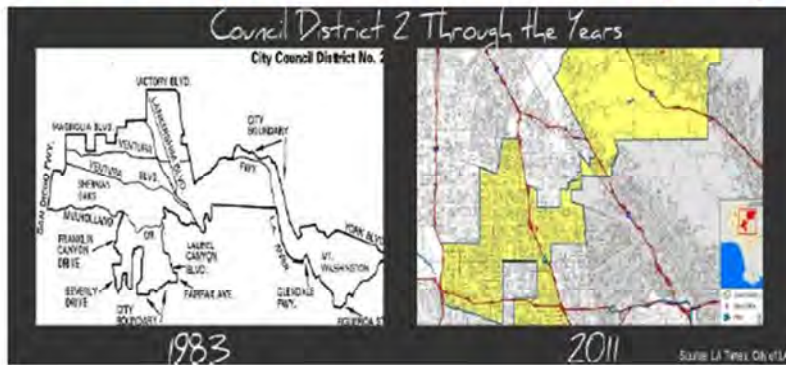 Council District 2 Through the Years
City Council District No. 2
VICTORY BLVD.
MAGNOLIA BLVD.
LANKERSHIM BLVD.
CITY
BOUNDARY
VENTURA
FWY.
VENTURA
BLVD.
SHERMAN
OAKS
SAN DIEGO FWY.
MULHOLLAND
DR.
FRANKLIN
CANYON
DRIVE
LAUREL
CANYON
BLVD.
L.A. RIVER
YORK BLVD.
MT.
WASHINGTON
BEVERLY
DRIVE
FAIRFAX AVE.
GLENDALE
FWY.
CITY
BOUNDARY
FIGUEROA ST
1983
2011
Source: LA Times, City of LA